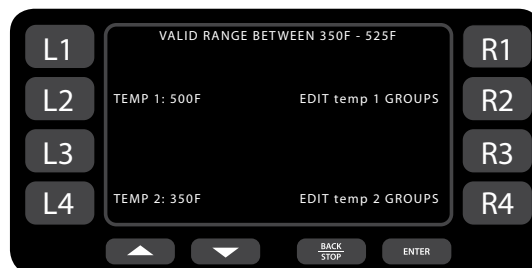 VALID RANGE BETWEEN 350F - 525F
L1
R1
L2
TEMP 1: 500F
EDIT temp 1 GROUPS
R2
L3
R3
L4
TEMP 2: 350F
EDIT temp 2 GROUPS
R4
BACK
STOP
ENTER